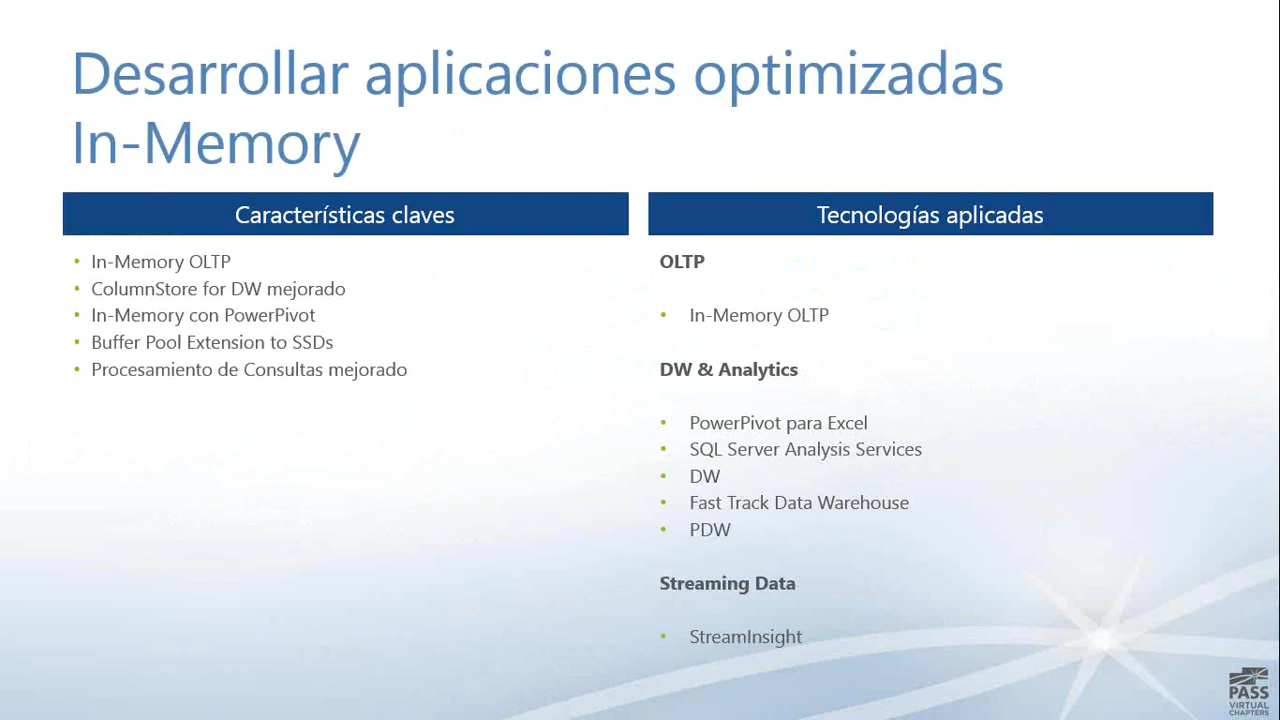 Desarrollar aplicaciones optimizadas
In-Memory
Características claves
• In-Memory OLTP
• ColumnStore for DW mejorado
• In-Memory con PowerPivot
• Buffer Pool Extension to SSDs
• Procesamiento de Consultas mejorado
Tecnologías aplicadas
OLTP
• In-Memory OLTP
DW & Analytics
• PowerPivot para Excel
• SQL Server Analysis Services
• DW
• Fast Track Data Warehouse
• PDW
Streaming Data
• StreamInsight
PASS
VIRTUAL
CHAPTERS